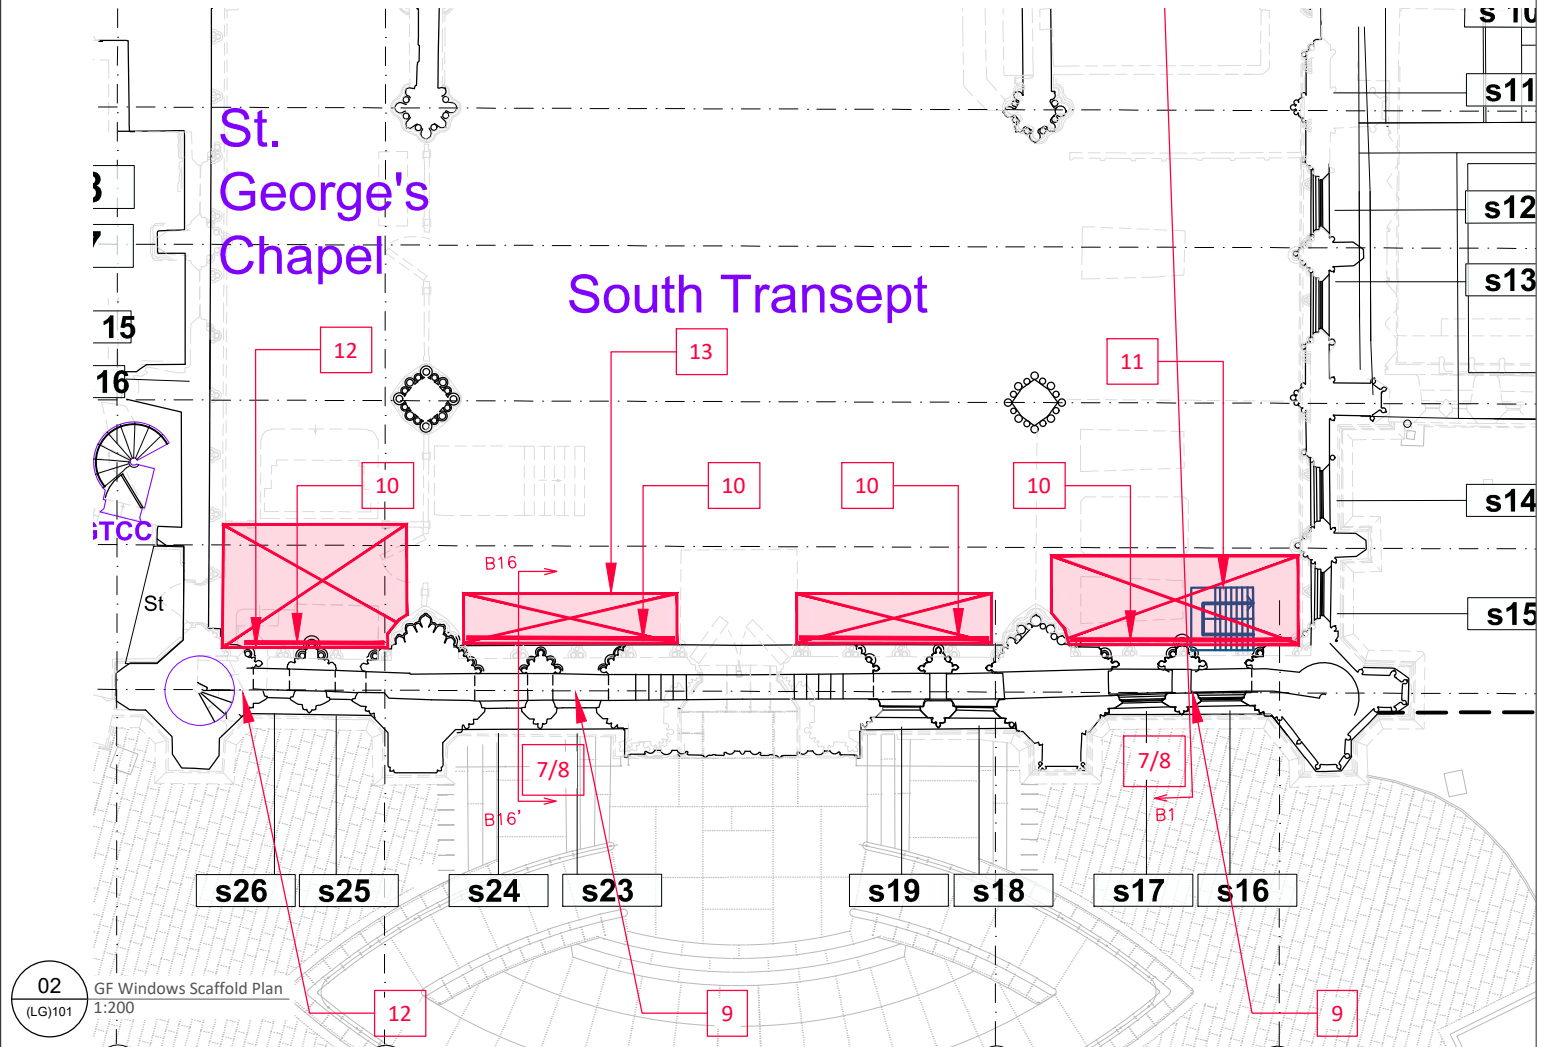 s11
St.
George's
Chapel
s12
South Transept
s13
15
12
13
11
16
10
10
10
10
s14
B16
St
s15
7/8
7/8
B16'
B1
s26
s25
s24
s23
s19
s18
s17
s16
02
(LG)101
GF Windows Scaffold Plan
1:200
12
9
9